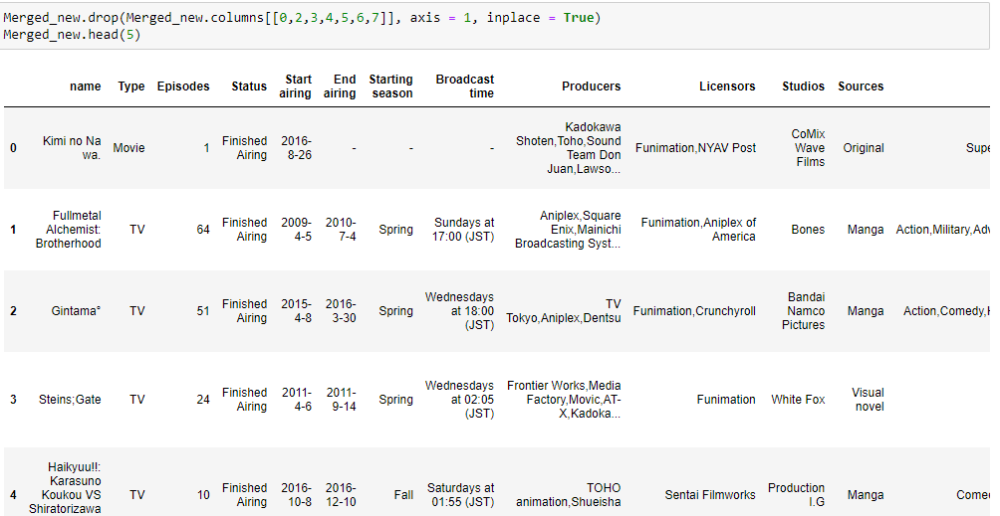 Merged_new.drop(Merged_new.columns[[0,2,3,4,5,6,7]], axis = 1, inplace = True)
Merged_new.head(5)
name Type Episodes Status Start airing End airing Starting season Broadcast time Producers Licensors Studios Sources
0 Kimi no Na wa. Movie 1 Finished Airing 2016-8-26 - - - Kadokawa Shoten,Toho,Sound Team Don Juan,Lawso... Funimation,NYAV Post CoMix Wave Films Original Supe
1 Fullmetal Alchemist: Brotherhood TV 64 Finished Airing 2009-4-5 2010-7-4 Spring Sundays at 17:00 (JST) Aniplex,Square Enix,Mainichi Broadcasting Syst... Funimation,Aniplex of America Bones Manga Action,Military,Adv
2 Gintama° TV 51 Finished Airing 2015-4-8 2016-3-30 Spring Wednesdays at 18:00 (JST) TV Tokyo,Aniplex,Dentsu Funimation,Crunchyroll Bandai Namco Pictures Manga Action,Comedy,H
3 Steins;Gate TV 24 Finished Airing 2011-4-6 2011-9-14 Spring Wednesdays at 02:05 (JST) Frontier Works,Media Factory,Movic,AT-X,Kadoka... Funimation White Fox Visual novel
4 Haikyuu!!: Karasuno Koukou VS Shiratorizawa TV 10 Finished Airing 2016-10-8 2016-12-10 Fall Saturdays at 01:55 (JST) TOHO animation,Shueisha Sentai Filmworks Production I.G Manga Come